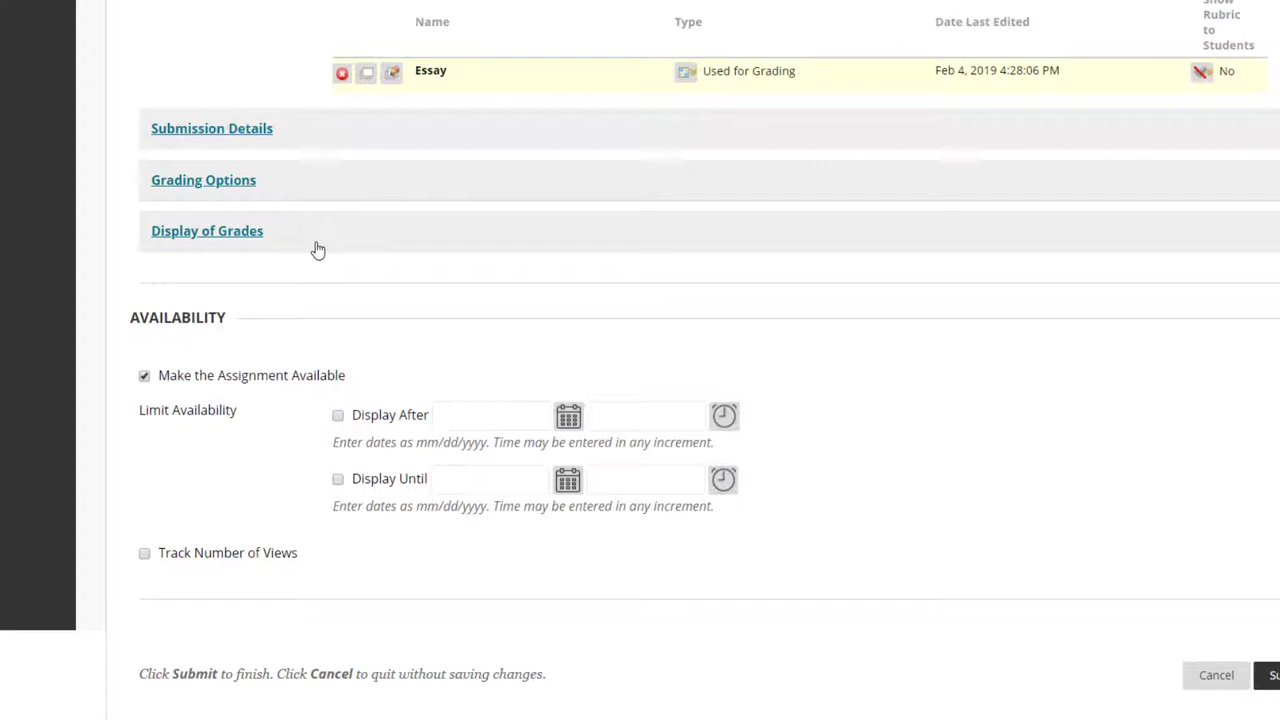 Show
Rubric
to
Students
Name Type Date Last Edited
Essay Used for Grading Feb 4, 2019 4:28:06 PM No
Submission Details
Grading Options
Display of Grades
AVAILABILITY
Make the Assignment Available
Limit Availability Display After
Enter dates as mm/dd/yyyy. Time may be entered in any increment.
Display Until
Enter dates as mm/dd/yyyy. Time may be entered in any increment.
Track Number of Views
Click Submit to finish. Click Cancel to quit without saving changes. Cancel Su